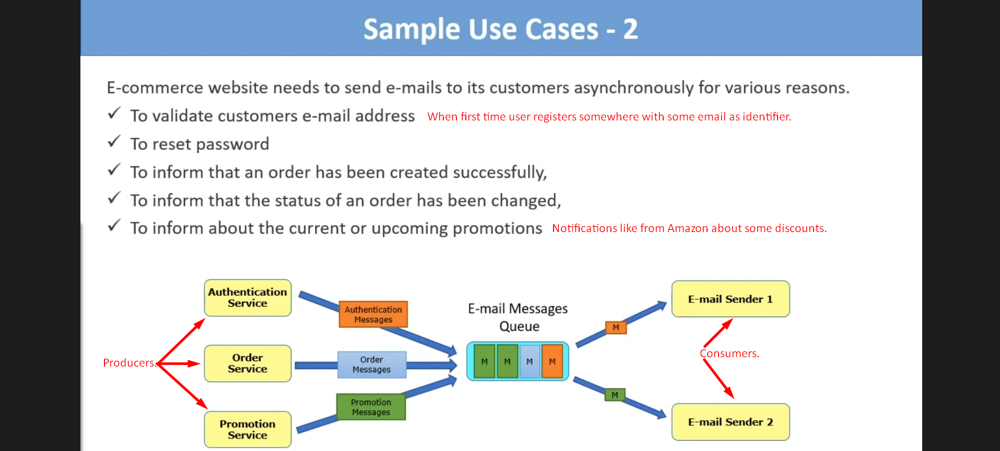 Sample Use Cases - 2
E-commerce website needs to send e-mails to its customers asynchronously for various reasons.
✓ To validate customers e-mail address When first time user registers somewhere with some email as identifier.
✓ To reset password
✓ To inform that an order has been created successfully,
✓ To inform that the status of an order has been changed,
✓ To inform about the current or upcoming promotions Notifications like from Amazon about some discounts.
Authentication
Service
Authentication
Messages
E-mail Messages
Queue
E-mail Sender 1
M
Producers.
Order
Service
Order
Messages
M M M M
Consumers.
Promotion
Service
Promotion
Messages
M
E-mail Sender 2